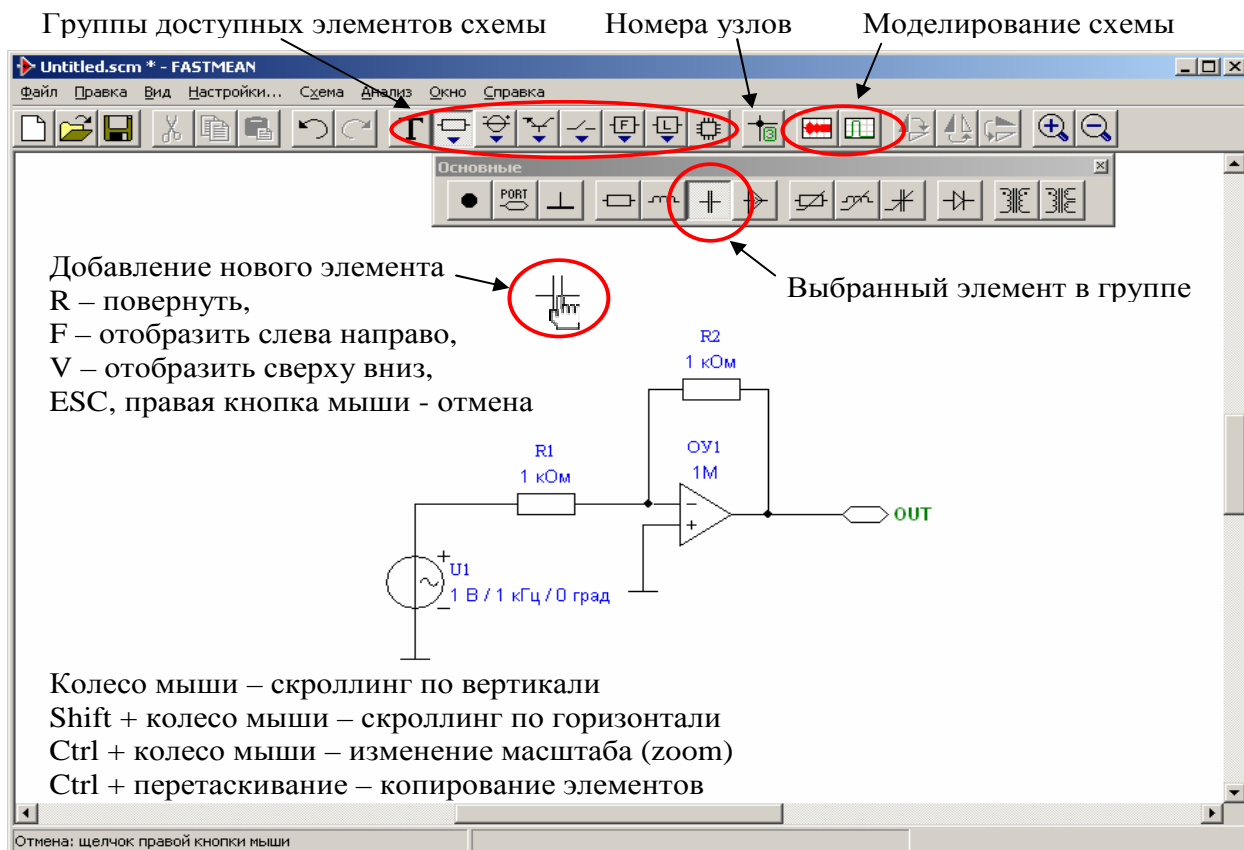 Группы доступных элементов схемы
Номера узлов
Моделирование схемы
Untitled.scm * - FASTMEAN
Файл Правка Вид Настройки... Схема Анализ Окно Справка
T
F
L
3
Основные
PORT
Добавление нового элемента
R – повернуть,
F – отобразить слева направо,
V – отобразить сверху вниз,
ESC, правая кнопка мыши - отмена
Выбранный элемент в группе
R2
1 кОм
R1
1 кОм
ОУ1
1М
OUT
U1
1 В / 1 кГц / 0 град
Колесо мыши – скроллинг по вертикали
Shift + колесо мыши – скроллинг по горизонтали
Ctrl + колесо мыши – изменение масштаба (zoom)
Ctrl + перетаскивание – копирование элементов
Отмена: щелчок правой кнопки мыши